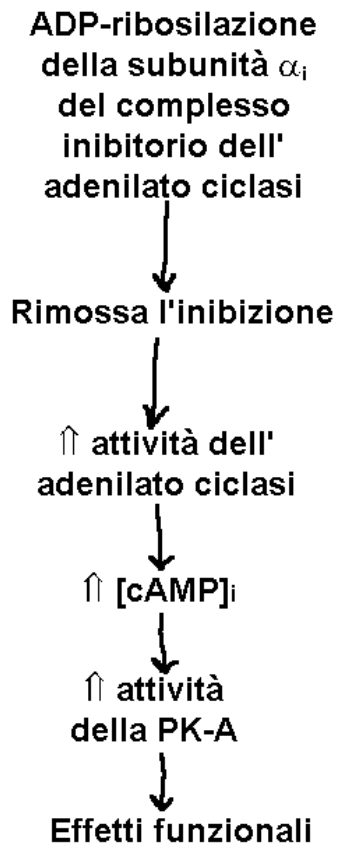 ADP-ribosilazione
della subunità αi
del complesso
inibitorio dell'
adenilato ciclasi
Rimossa l'inibizione
⇑ attività dell'
adenilato ciclasi
⇑ [cAMP]i
⇑ attività
della PK-A
Effetti funzionali